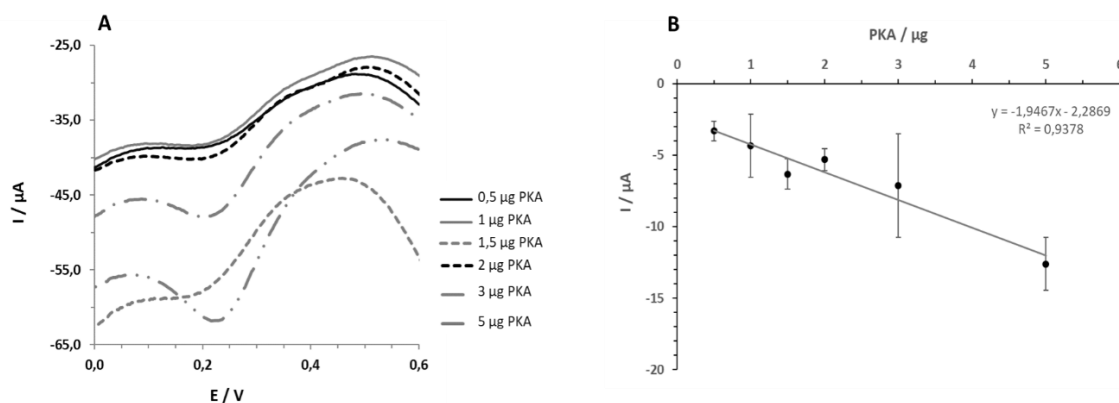 A
-25,0
-35,0
-45,0
-55,0
-65,0
I / µA
0,0
0,2
0,4
0,6
E / V
0,5 µg PKA
1 µg PKA
1,5 µg PKA
2 µg PKA
3 µg PKA
5 µg PKA
B
PKA / µg
0
1
2
3
4
5
6
0
-5
-10
-15
-20
I / µA
y = -1,9467x - 2,2869
R² = 0,9378